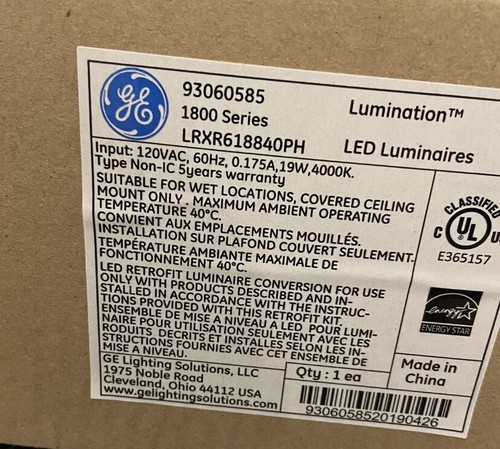 GE
93060585
1800 Series
LRXR618840PH
Lumination™
LED Luminaires
Input: 120VAC, 60Hz, 0.175A,19W,4000K.
Type Non-IC 5years warranty
SUITABLE FOR WET LOCATIONS, COVERED CEILING
MOUNT ONLY . MAXIMUM AMBIENT OPERATING
TEMPERATURE 40°C.
CONVIENT AUX EMPLACEMENTS MOUILLÉS.
INSTALLATION SUR PLAFOND COUVERT SEULEMENT.
TEMPÉRATURE AMBIANTE MAXIMALE DE
FONCTIONNEMENT 40°C.
LED RETROFIT LUMINAIRE CONVERSION FOR USE
ONLY WITH PRODUCTS DESCRIBED AND IN-
STALLED IN ACCORDANCE WITH THE INSTRUC-
TIONS PROVIDED WITH THIS RETROFIT KIT.
ENSEMBLE DE MISE A NIVEAU À LED POUR LUMI-
NAIRE POUR UTILISATION SEULEMENT AVEC LES
RODUITS DECRITS ET INSTALLES SELON LES IN-
STRUCTIONS FOURNIES AVEC CET ENSEMBLE DE
MISE A NIVEAU.
CLASSIFIED
C UL U
E365157
energy
ENERGY STAR
GE Lighting Solutions, LLC
1975 Noble Road
Cleveland, Ohio 44112 USA
www.gelightingsolutions.com
Qty : 1 ea
Made in
China
9306058520190426